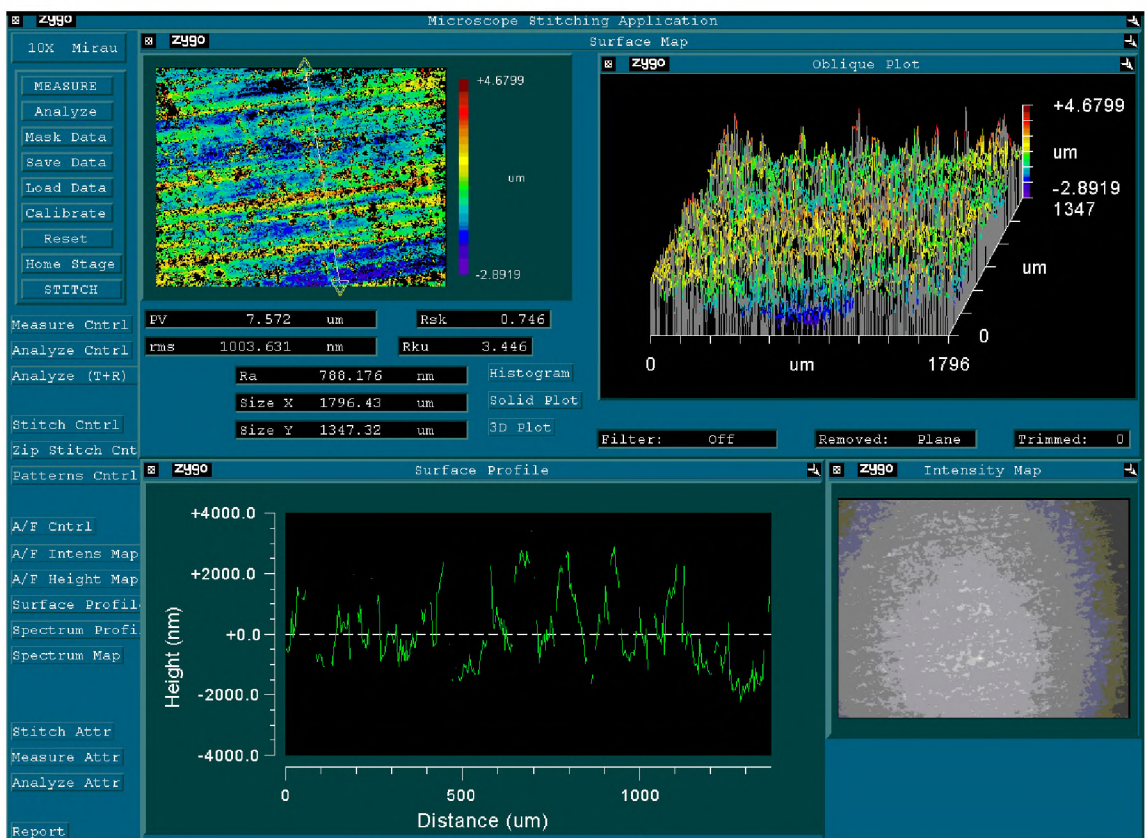 zygo Microscope Stitching Application
10X Mirau
MEASURE
Analyze
Mask Data
Save Data
Load Data
Calibrate
Reset
Home Stage
STITCH
Measure Cntrl
Analyze Cntrl
Analyze (T+R)
Stitch Cntrl
Zip Stitch Cnt
Patterns Cntrl
A/F Cntrl
A/F Intens Map
A/F Height Map
Surface Profil
Spectrum Profi
Spectrum Map
Stitch Attr
Measure Attr
Analyze Attr
Report
zygo Surface Map
+4.6799
um
-2.8919
PV 7.572 um
Rsk 0.746
rms 1003.631 nm
Rku 3.446
Ra 788.176 nm
Histogram
Size X 1796.43 um
Solid Plot
Size Y 1347.32 um
3D Plot
zygo Oblique Plot
+4.6799
um
-2.8919
1347
um
0
0 um 1796
Filter: Off
Removed: Plane
Trimmed: 0
zygo Surface Profile
+4000.0
+2000.0
+0.0
-2000.0
-4000.0
Height (nm)
0 500 1000
Distance (um)
zygo Intensity Map